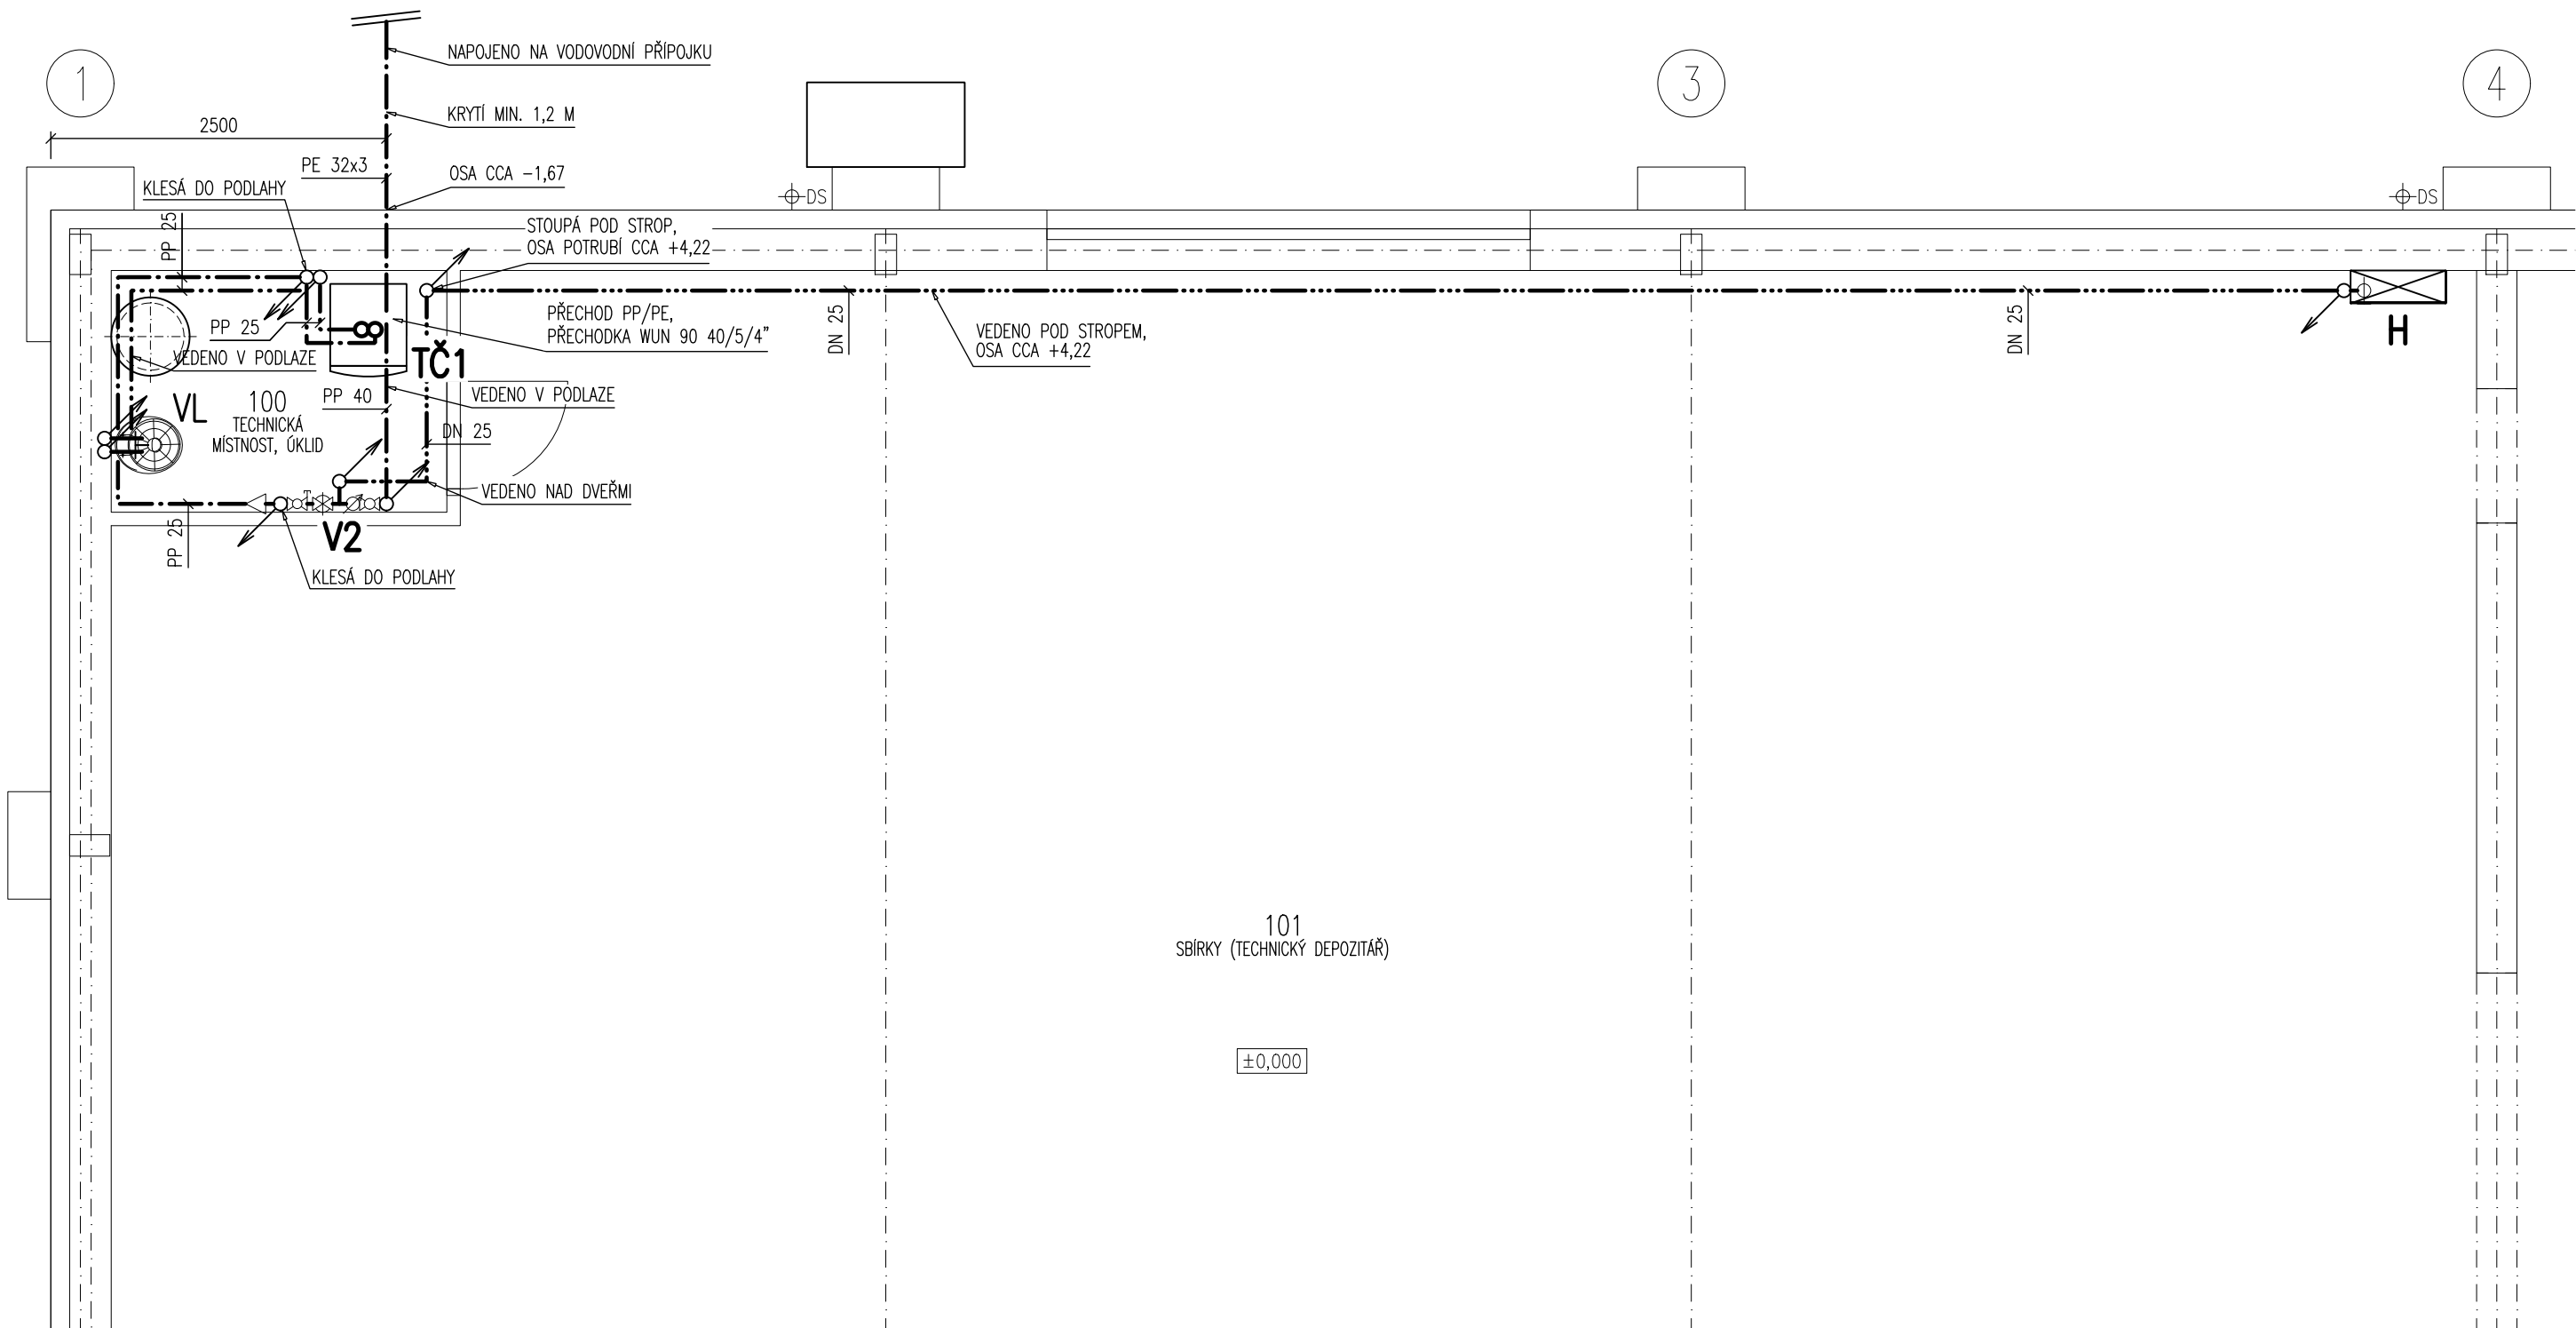 NAPOJENO NA VODOVODNÍ PŘÍPOJKU
1
3
4
KRYTÍ MIN. 1,2 M
2500
PE 32x3
OSA CCA -1,67
KLESÁ DO PODLAHY
DS
DS
PP 25
STOUPÁ POD STROP,
OSA POTRUBÍ CCA +4,22
PŘECHOD PP/PE,
PŘECHODKA WUN 90 40/5/4"
PP 25
DN 25
VEDENO POD STROPEM,
OSA CCA +4,22
DN 25
H
VEDENO V PODLAZE
TČ1
VL
100
TECHNICKÁ
MÍSTNOST, ÚKLID
PP 40
VEDENO V PODLAZE
DN 25
VEDENO NAD DVEŘMI
PP 25
V2
KLESÁ DO PODLAHY
101
SBÍRKY (TECHNICKÝ DEPOZITÁŘ)
±0,000